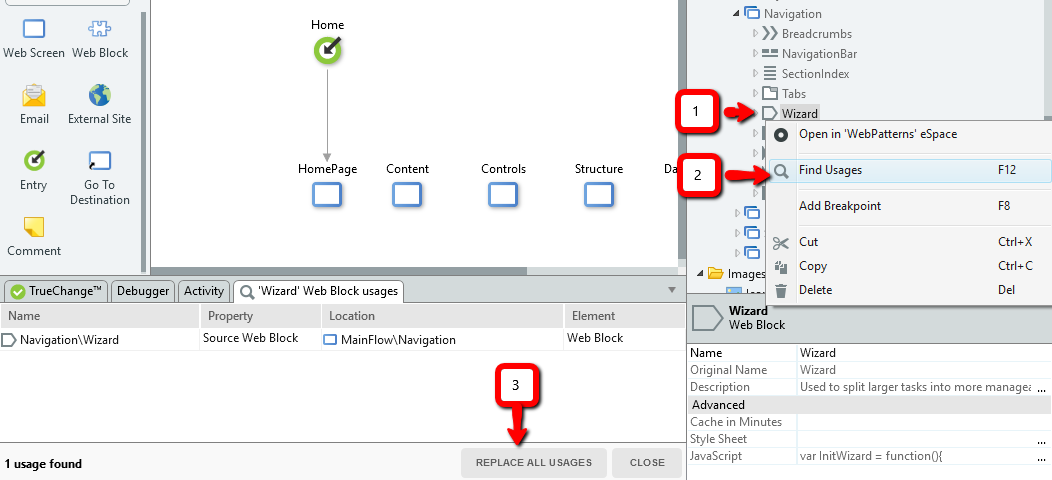 Web Screen
Web Block
Email
External Site
Entry
Go To
Destination
Comment
Home
HomePage
Content
Controls
Structure
Da
Navigation
Breadcrumbs
NavigationBar
SectionIndex
Tabs
1
Wizard
Open in 'WebPatterns' eSpace
2
Find Usages F12
Add Breakpoint F8
Cut Ctrl+X
Copy Ctrl+C
Delete Del
Images
TrueChange™ Debugger Activity 'Wizard' Web Block usages
Name Property Location Element
Navigation\Wizard Source Web Block MainFlow\Navigation Web Block
3
1 usage found
REPLACE ALL USAGES CLOSE
Wizard
Web Block
Name Wizard
Original Name Wizard
Description Used to split larger tasks into more managea ...
Advanced
Cache in Minutes
Style Sheet ...
JavaScript var InitWizard = function(){ ...